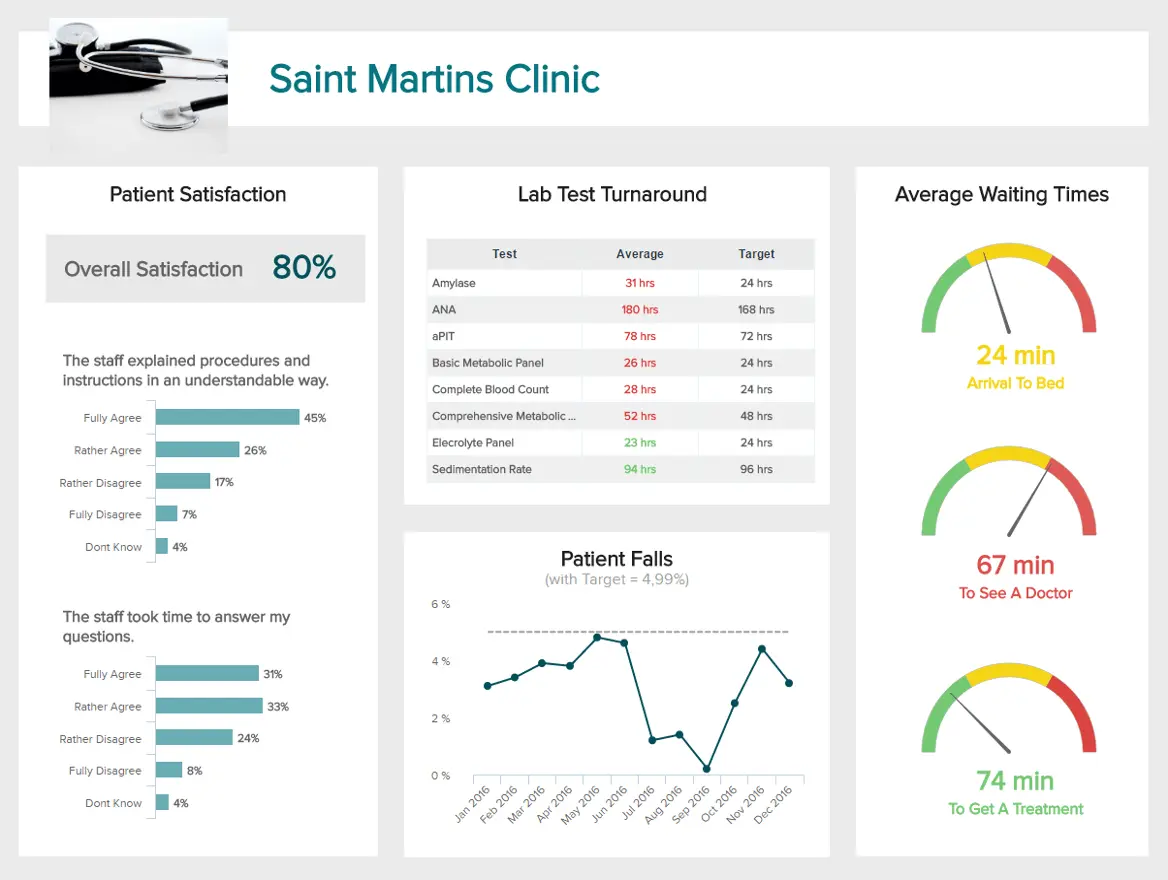 Saint Martins Clinic
Patient Satisfaction
Overall Satisfaction 80%
The staff explained procedures and
instructions in an understandable way.
Fully Agree 45%
Rather Agree 26%
Rather Disagree 17%
Fully Disagree 7%
Dont Know 4%
The staff took time to answer my
questions.
Fully Agree 31%
Rather Agree 33%
Rather Disagree 24%
Fully Disagree 8%
Dont Know 4%
Lab Test Turnaround
Test Average Target
Amylase 31 hrs 24 hrs
ANA 180 hrs 168 hrs
aPIT 78 hrs 72 hrs
Basic Metabolic Panel 26 hrs 24 hrs
Complete Blood Count 28 hrs 24 hrs
Comprehensive Metabolic ... 52 hrs 48 hrs
Elecrolyte Panel 23 hrs 24 hrs
Sedimentation Rate 94 hrs 96 hrs
Patient Falls
(with Target = 4,99%)
6 %
4 %
2 %
0 %
Jan 2016 Feb 2016 Mar 2016 Apr 2016 May 2016 Jun 2016 Jul 2016 Aug 2016 Sep 2016 Oct 2016 Nov 2016 Dec 2016
Average Waiting Times
24 min
Arrival To Bed
67 min
To See A Doctor
74 min
To Get A Treatment